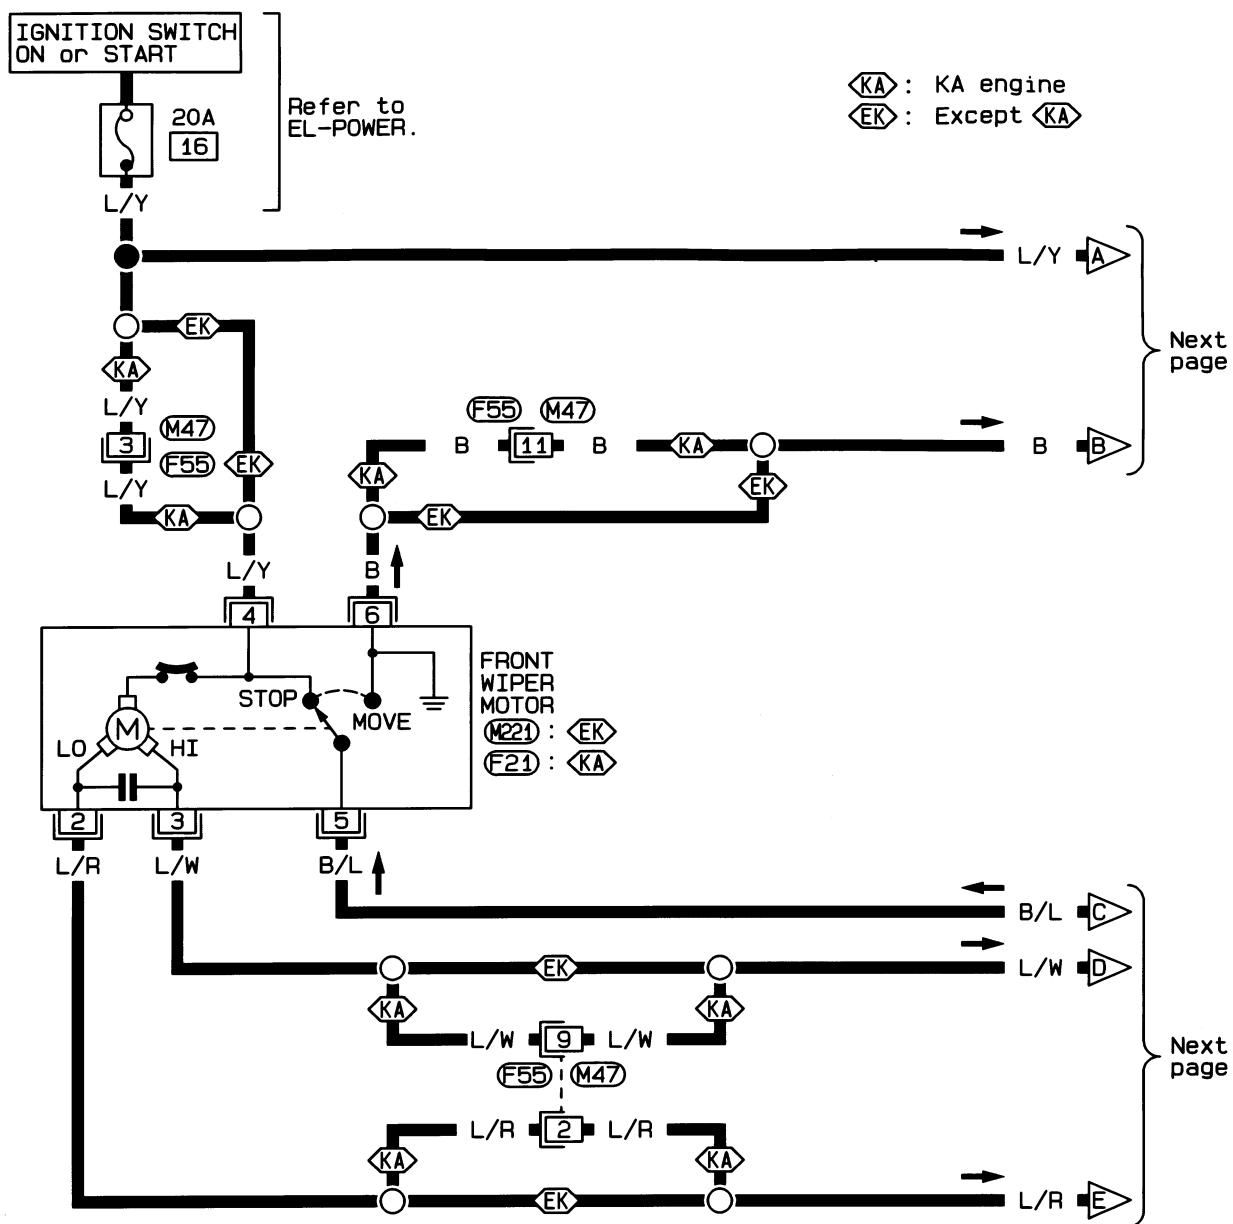 IGNITION SWITCH
ON or START
20A
16
Refer to
EL-POWER.
KA : KA engine
EK : Except KA
L/Y
L/Y A
EK
KA
Next
page
L/Y
M47
3
F55
EK
L/Y
KA
F55 M47
B 11 B KA
B B
KA
EK
EK
L/Y
B
4
6
FRONT
WIPER
MOTOR
M221 : EK
F21 : KA
STOP
MOVE
M
LO
HI
2
3
5
L/R
L/W
B/L
B/L C
EK
L/W D
KA
KA
L/W 9 L/W
F55 M47
Next
page
L/R 2 L/R
KA
KA
EK
L/R E